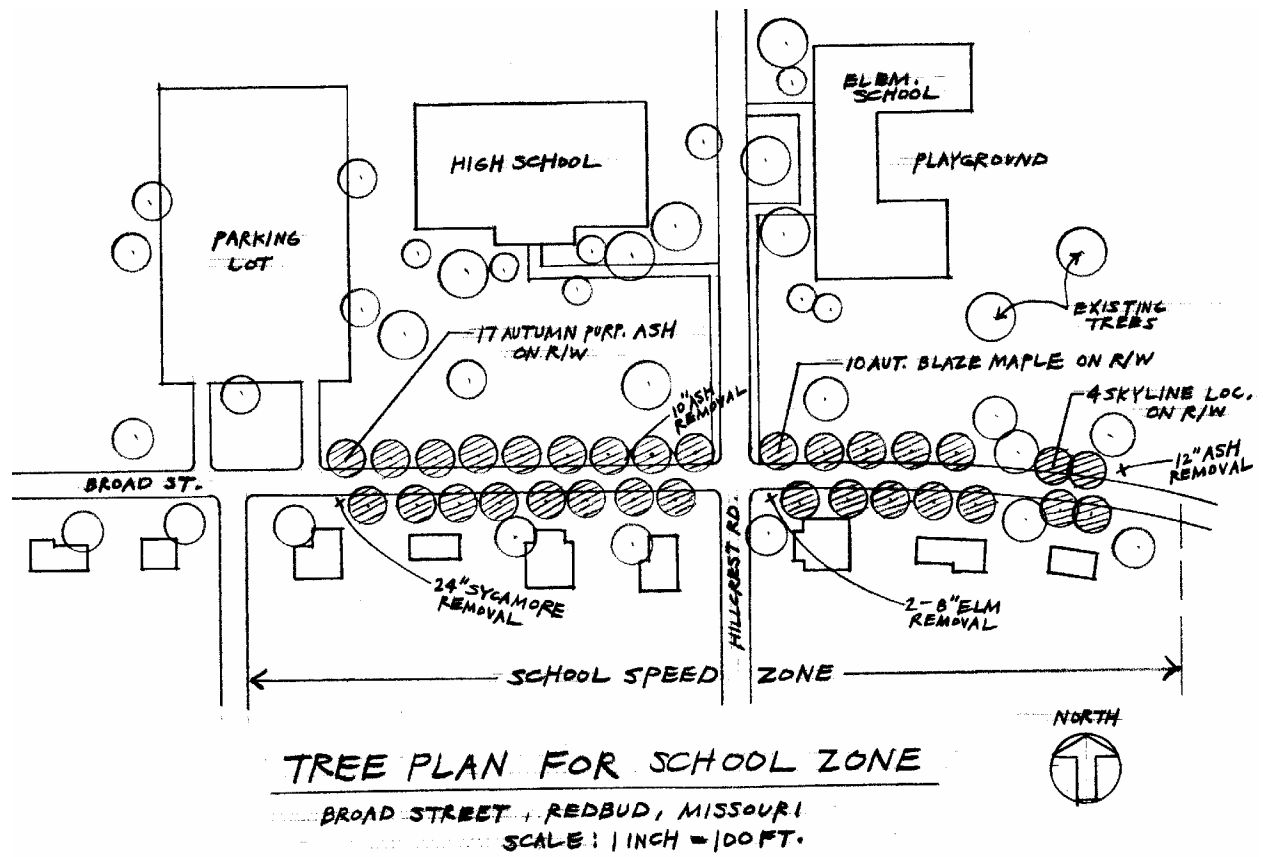 ELEM.
SCHOOL
HIGH SCHOOL
PLAYGROUND
PARKING
LOT
EXISTING
TREES
17 AUTUMN PURP. ASH
ON R/W
10 AUT. BLAZE MAPLE ON R/W
10" ASH
REMOVAL
4 SKYLINE LOC.
ON R/W
12" ASH
REMOVAL
BROAD ST.
HILLCREST RD
24" SYCAMORE
REMOVAL
2-8" ELM
REMOVAL
SCHOOL SPEED ZONE
NORTH
TREE PLAN FOR SCHOOL ZONE
BROAD STREET, REDBUD, MISSOURI
SCALE: 1 INCH = 100 FT.